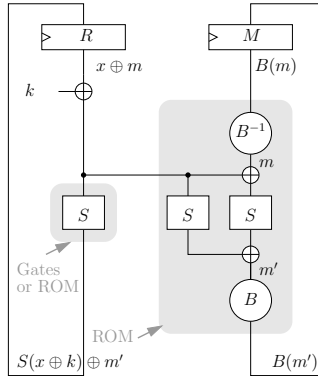 R
M
x ⊕ m
B(m)
k
B⁻¹
m
S
S
S
Gates
or ROM
m′
B
ROM
S(x ⊕ k) ⊕ m′
B(m′)